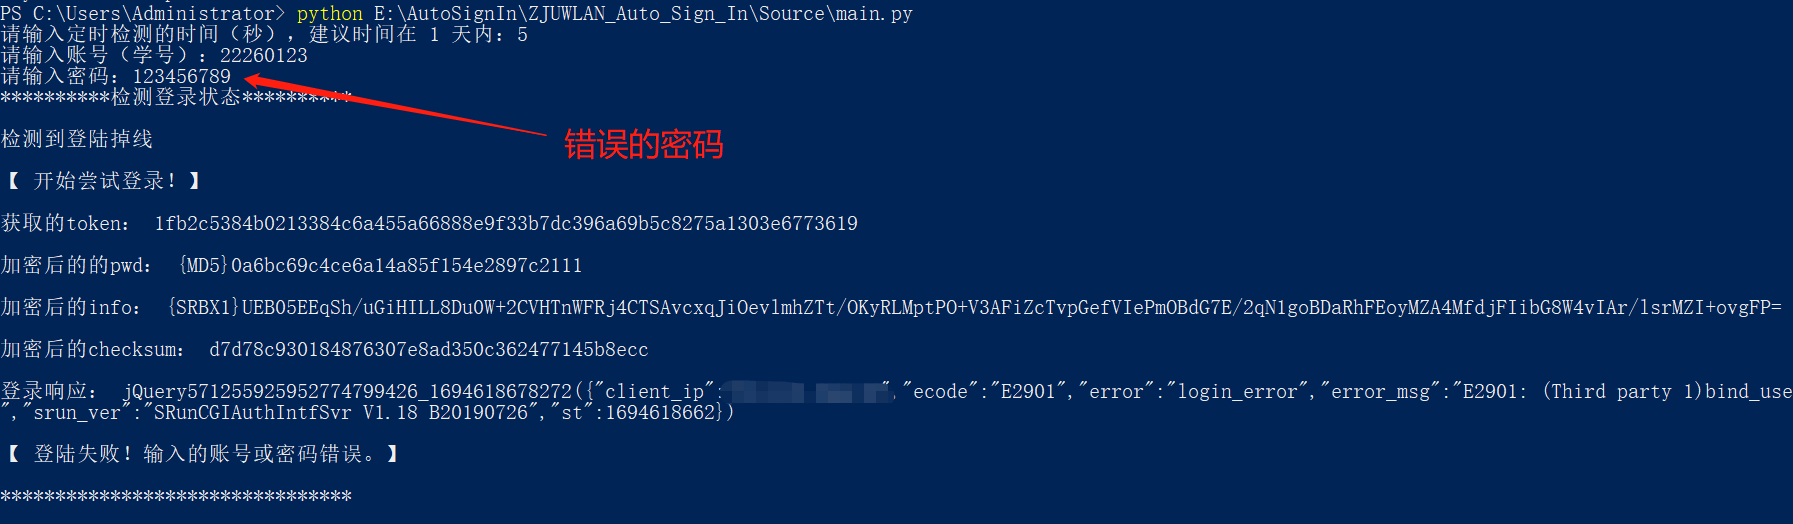 PS C:\Users\Administrator> python E:\AutoSignIn\ZJUWLAN_Auto_Sign_In\Source\main.py
请输入定时检测的时间（秒），建议时间在 1 天内：5
请输入账号（学号）：22260123
请输入密码：123456789
**********检测登录状态**********
检测到登陆掉线
错误的密码
【 开始尝试登录！】
获取的token： 1fb2c5384b0213384c6a455a66888e9f33b7dc396a69b5c8275a1303e6773619
加密后的的pwd： {MD5}0a6bc69c4ce6a14a85f154e2897c2111
加密后的info： {SRBX1}UEBO5EEqSh/uGiHILL8Du0W+2CVHTnWFRj4CTSAvcxqJiOevlmhZTt/OKyRLMptPO+V3AFiZcTvpGefVIePmOBdG7E/2qN1goBDaRhFEoyMZA4MfdjFIibG8W4vIAr/lsrMZI+ovgFP=
加密后的checksum： d7d78c930184876307e8ad350c362477145b8ecc
登录响应： jQuery571255925952774799426_1694618678272({"client_ip":","ecode":"E2901","error":"login_error","error_msg":"E2901: (Third party 1)bind_use
","srun_ver":"SRunCGIAuthIntfSvr V1.18 B20190726","st":1694618662})
【 登陆失败！输入的账号或密码错误。】
********************************